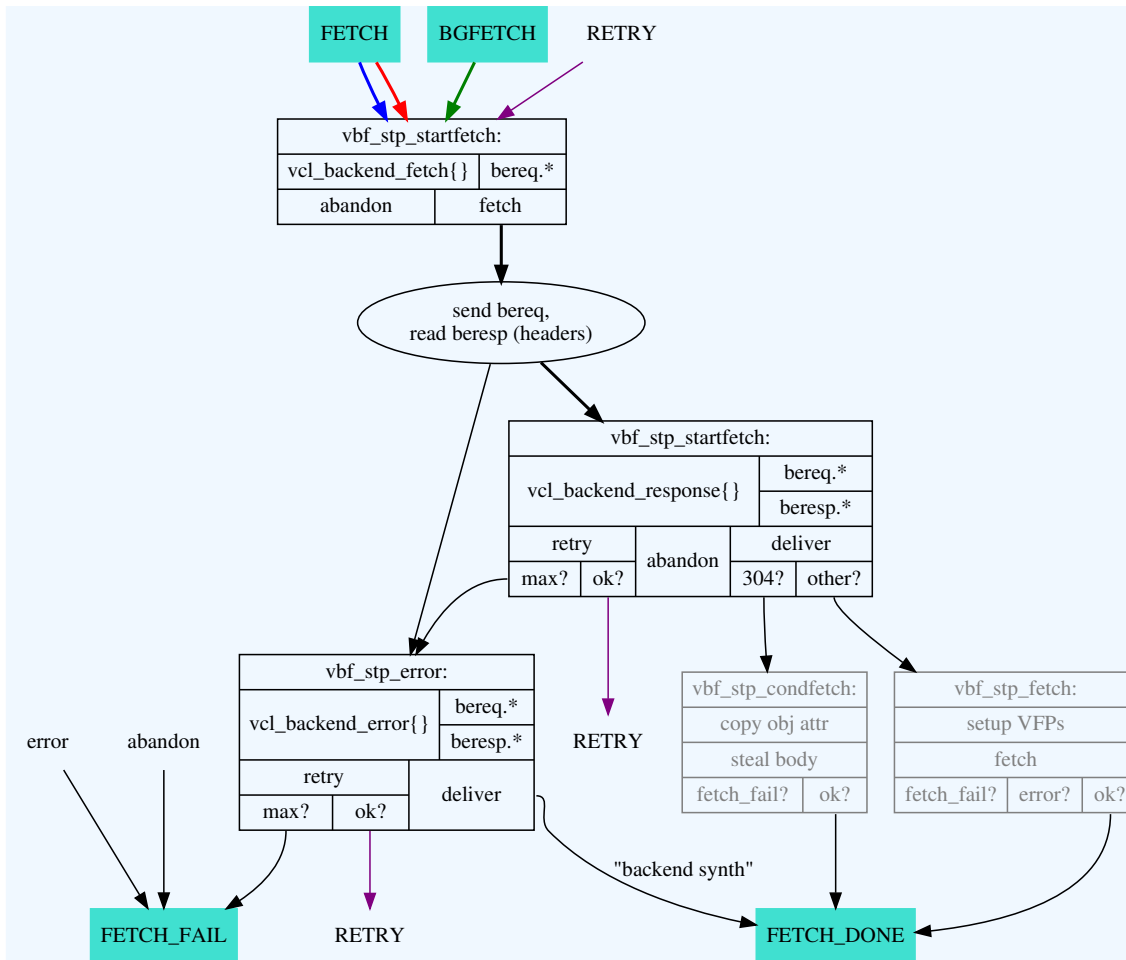 FETCH
BGFETCH
RETRY
vbf_stp_startfetch:
vcl_backend_fetch{}
bereq.*
abandon
fetch
send bereq,
read beresp (headers)
vbf_stp_startfetch:
vcl_backend_response{}
bereq.*
beresp.*
retry
abandon
deliver
max?
ok?
304?
other?
vbf_stp_error:
vcl_backend_error{}
bereq.*
beresp.*
retry
deliver
max?
ok?
RETRY
vbf_stp_condfetch:
copy obj attr
steal body
fetch_fail?
ok?
vbf_stp_fetch:
setup VFPs
fetch
fetch_fail?
error?
ok?
error
abandon
"backend synth"
FETCH_FAIL
RETRY
FETCH_DONE